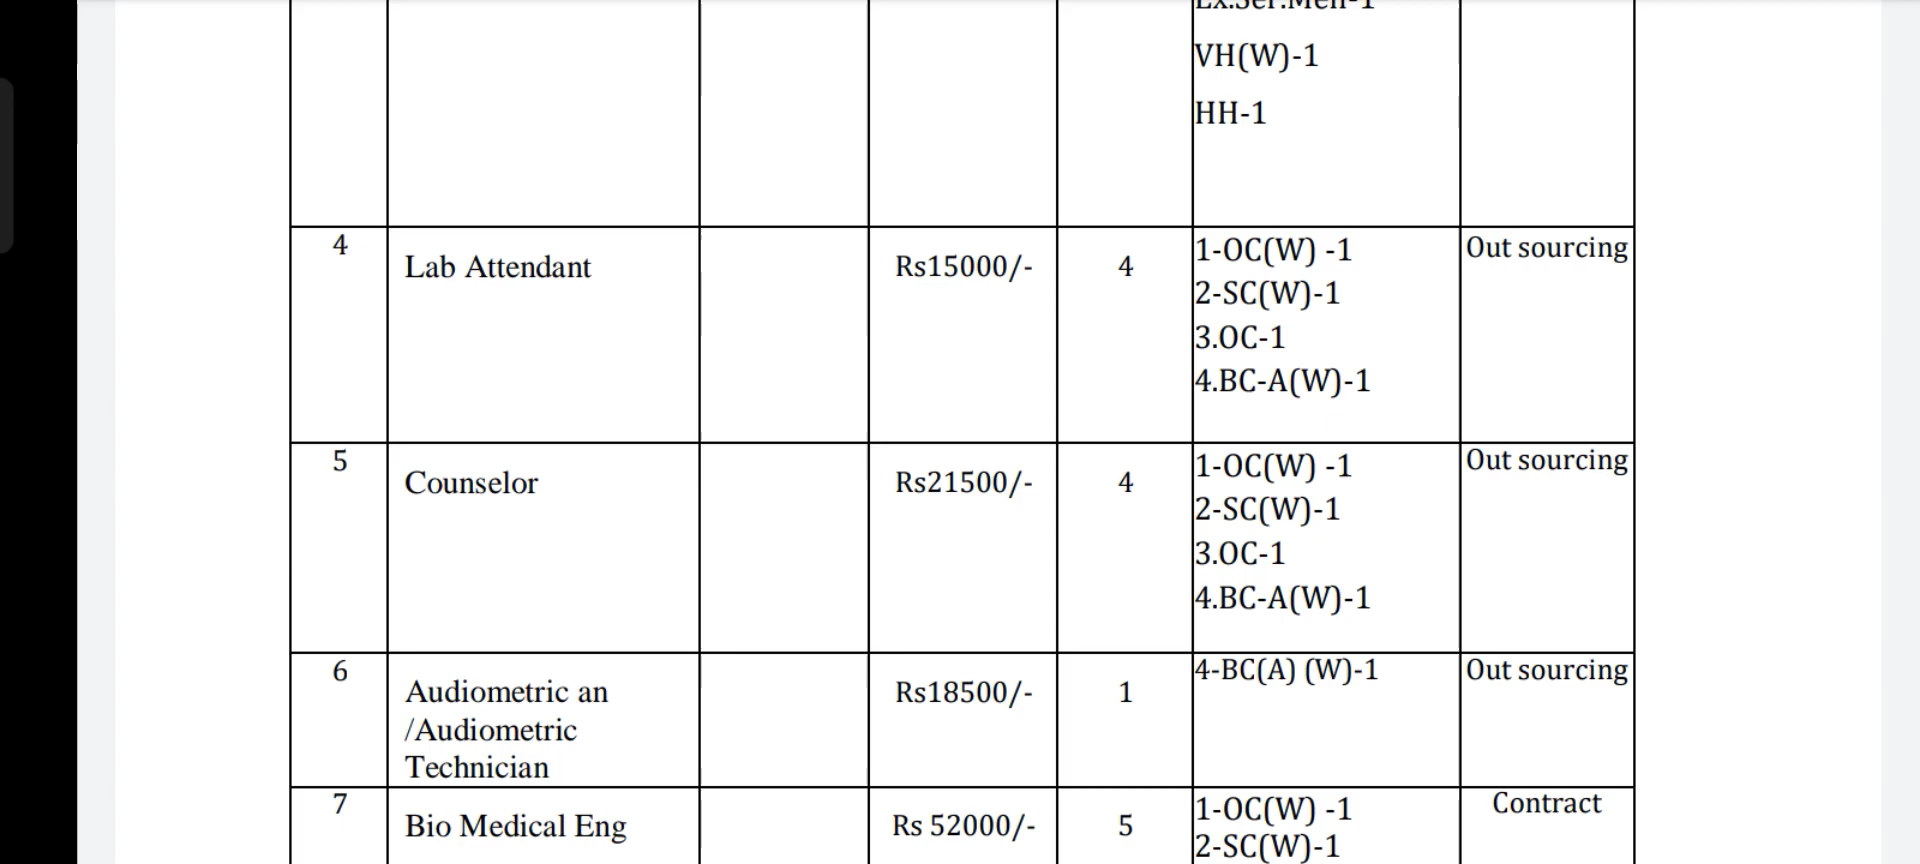 Ex.Ser.Men-1
VH(W)-1
HH-1
4
Lab Attendant
Rs15000/-
4
1-OC(W) -1
2-SC(W)-1
3.OC-1
4.BC-A(W)-1
Out sourcing
5
Counselor
Rs21500/-
4
1-OC(W) -1
2-SC(W)-1
3.OC-1
4.BC-A(W)-1
Out sourcing
6
Audiometric an
/Audiometric
Technician
Rs18500/-
1
4-BC(A) (W)-1
Out sourcing
7
Bio Medical Eng
Rs 52000/-
5
1-OC(W) -1
2-SC(W)-1
Contract